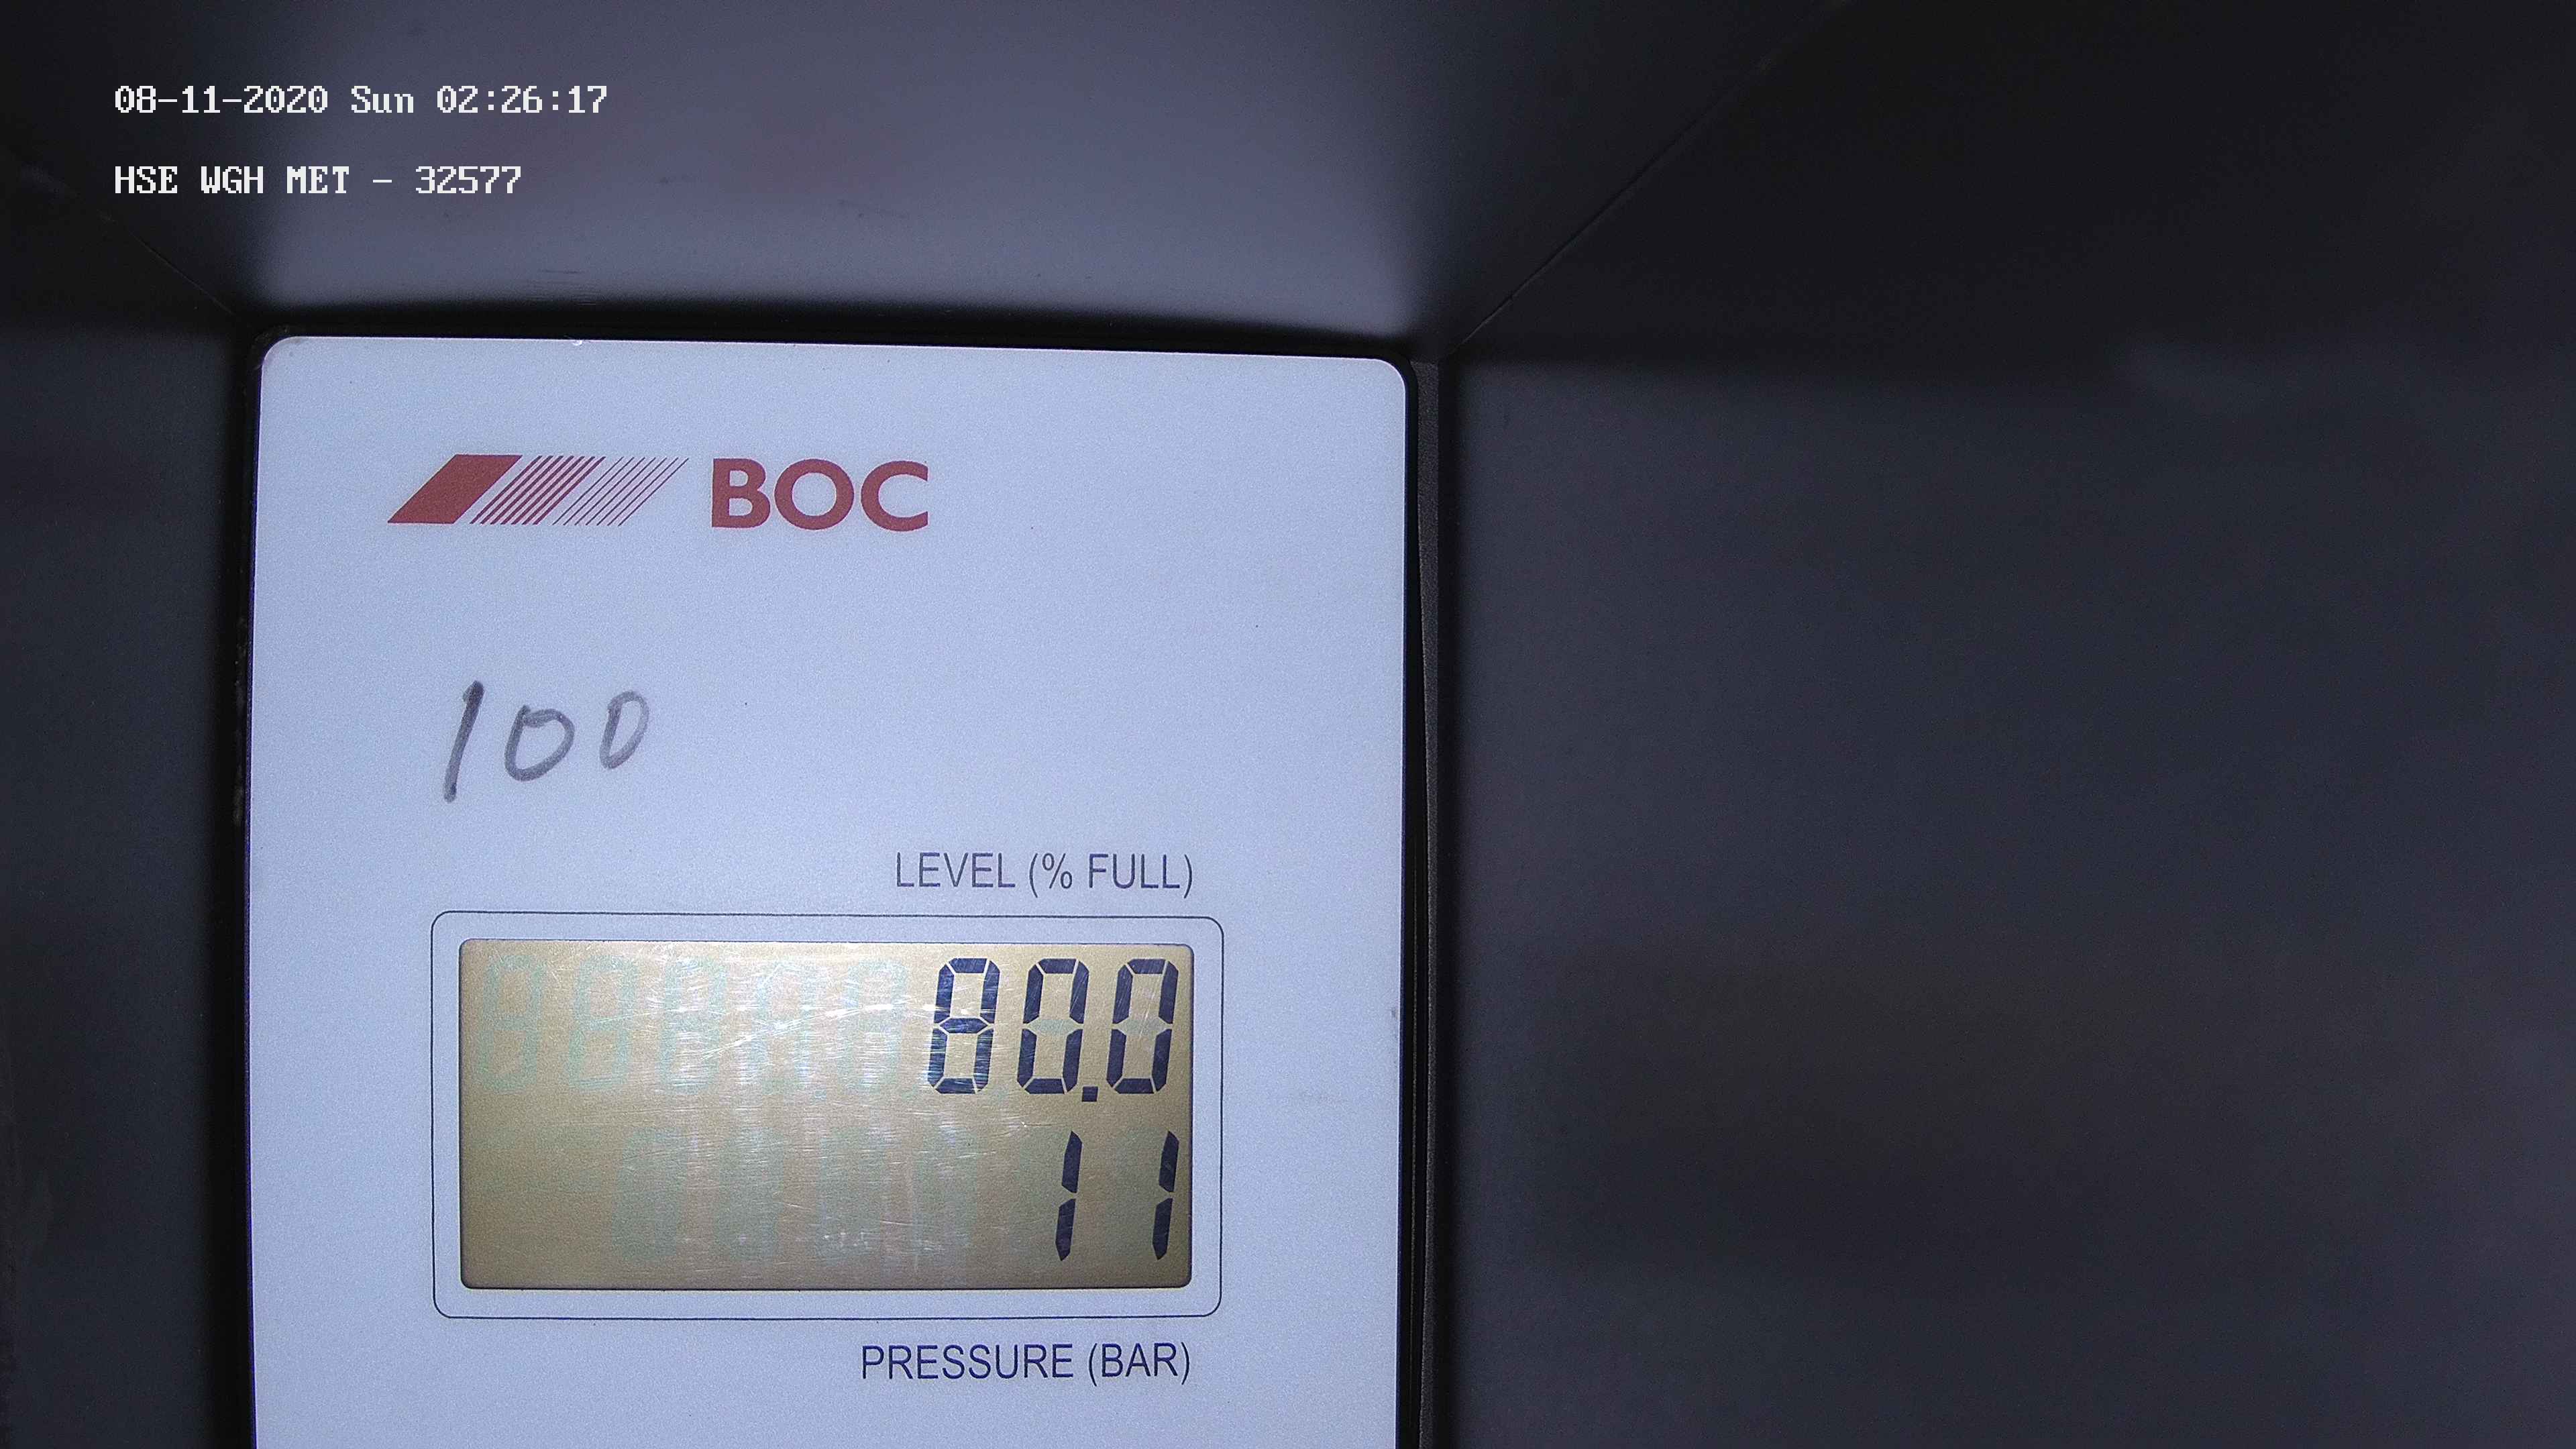 08-11-2020 Sun 02:26:17
HSE WGH MET - 32577
BOC
100
LEVEL (% FULL)
80.0
11
PRESSURE (BAR)